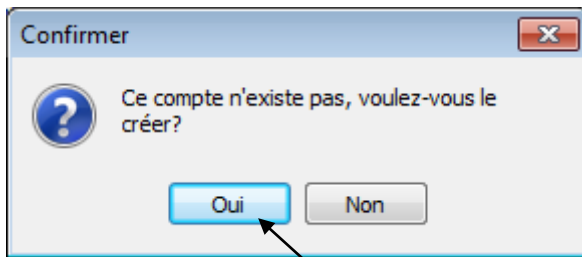 Confirmer
Ce compte n'existe pas, voulez-vous le
créer?
Oui
Non